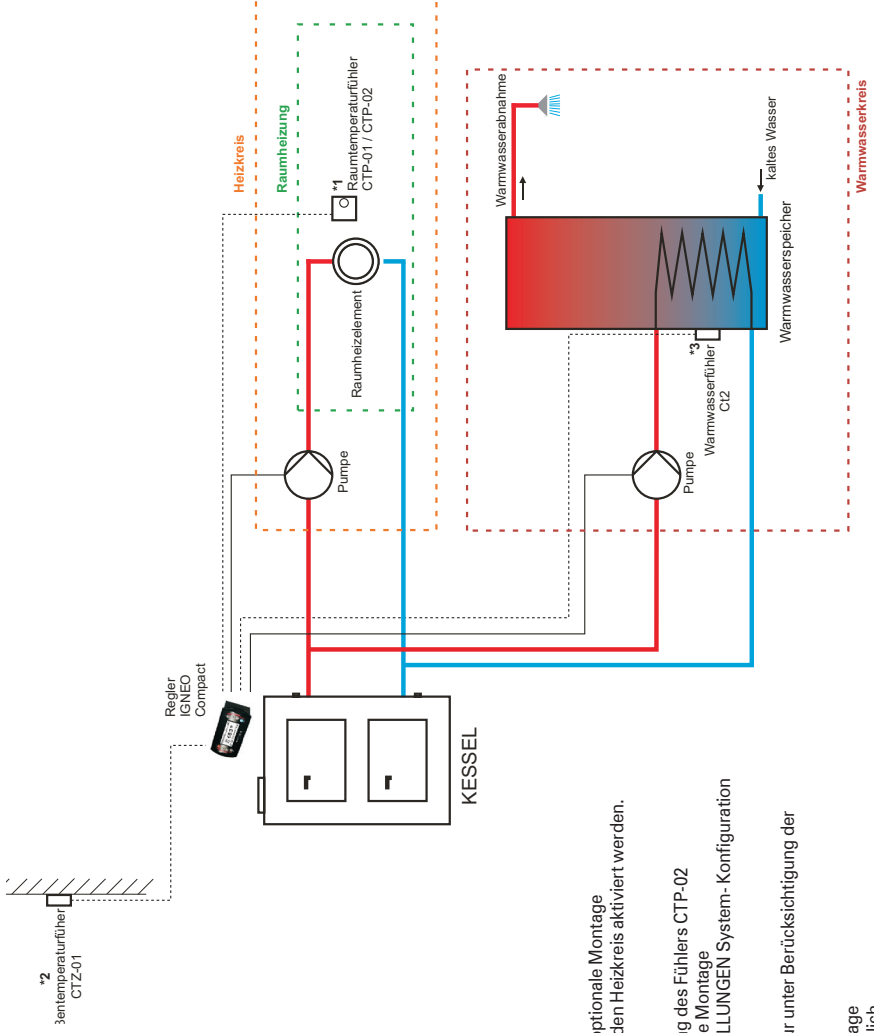 Heizkreis
Raumheizung
*1
Raumtemperaturfühler
CTP-01 / CTP-02
Raumheizelement
Pumpe
Regler
IGNEO
Compact
KESSEL
*2
CTZ-01
Warmwasserabnahme
kaltes Wasser
Warmwasserspeicher
*3
Warmwasserfühler
Ct2
Pumpe
Warmwasserkreis
optionale Montage
den Heizkreis aktiviert werden.
des Fühlers CTP-02
Montage
System- Konfiguration
unter Berücksichtigung der